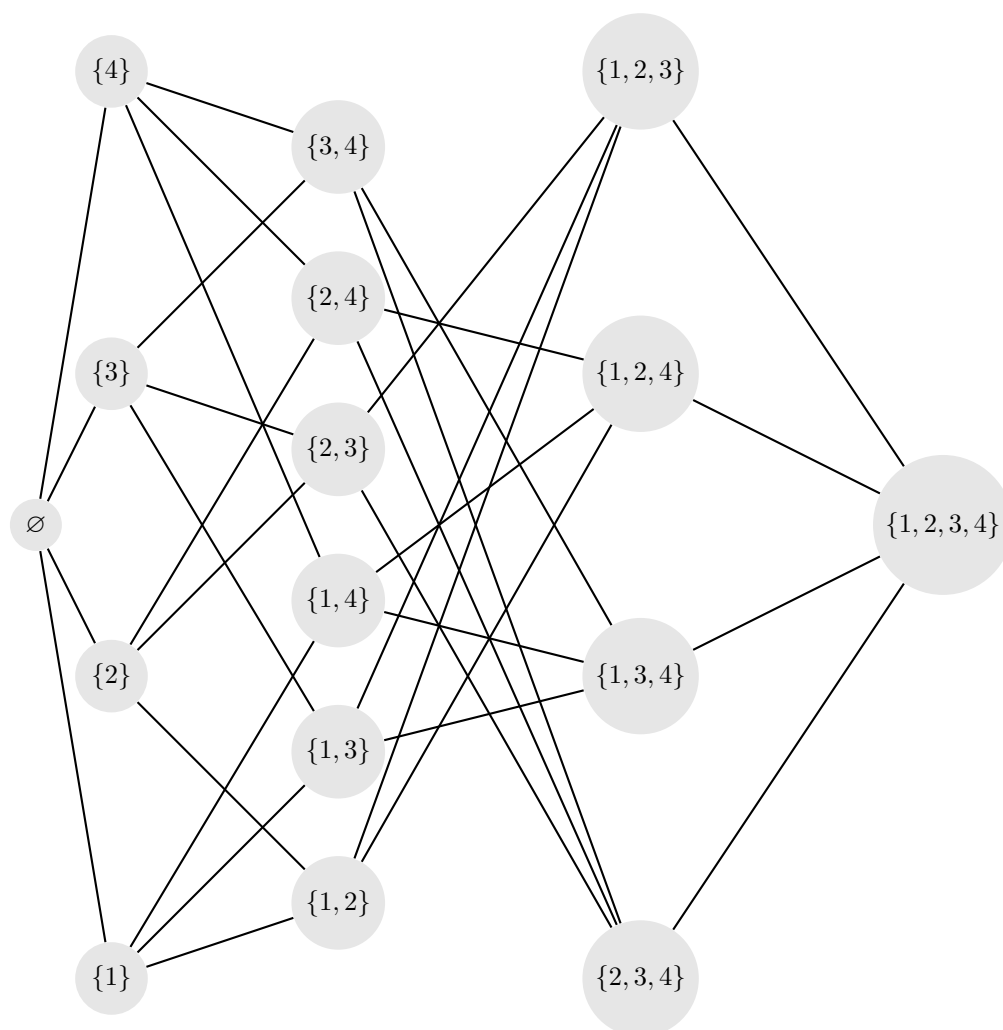 {4}
{1, 2, 3}
{3, 4}
{2, 4}
{3}
{1, 2, 4}
{2, 3}
∅
{1, 2, 3, 4}
{1, 4}
{2}
{1, 3, 4}
{1, 3}
{1, 2}
{1}
{2, 3, 4}